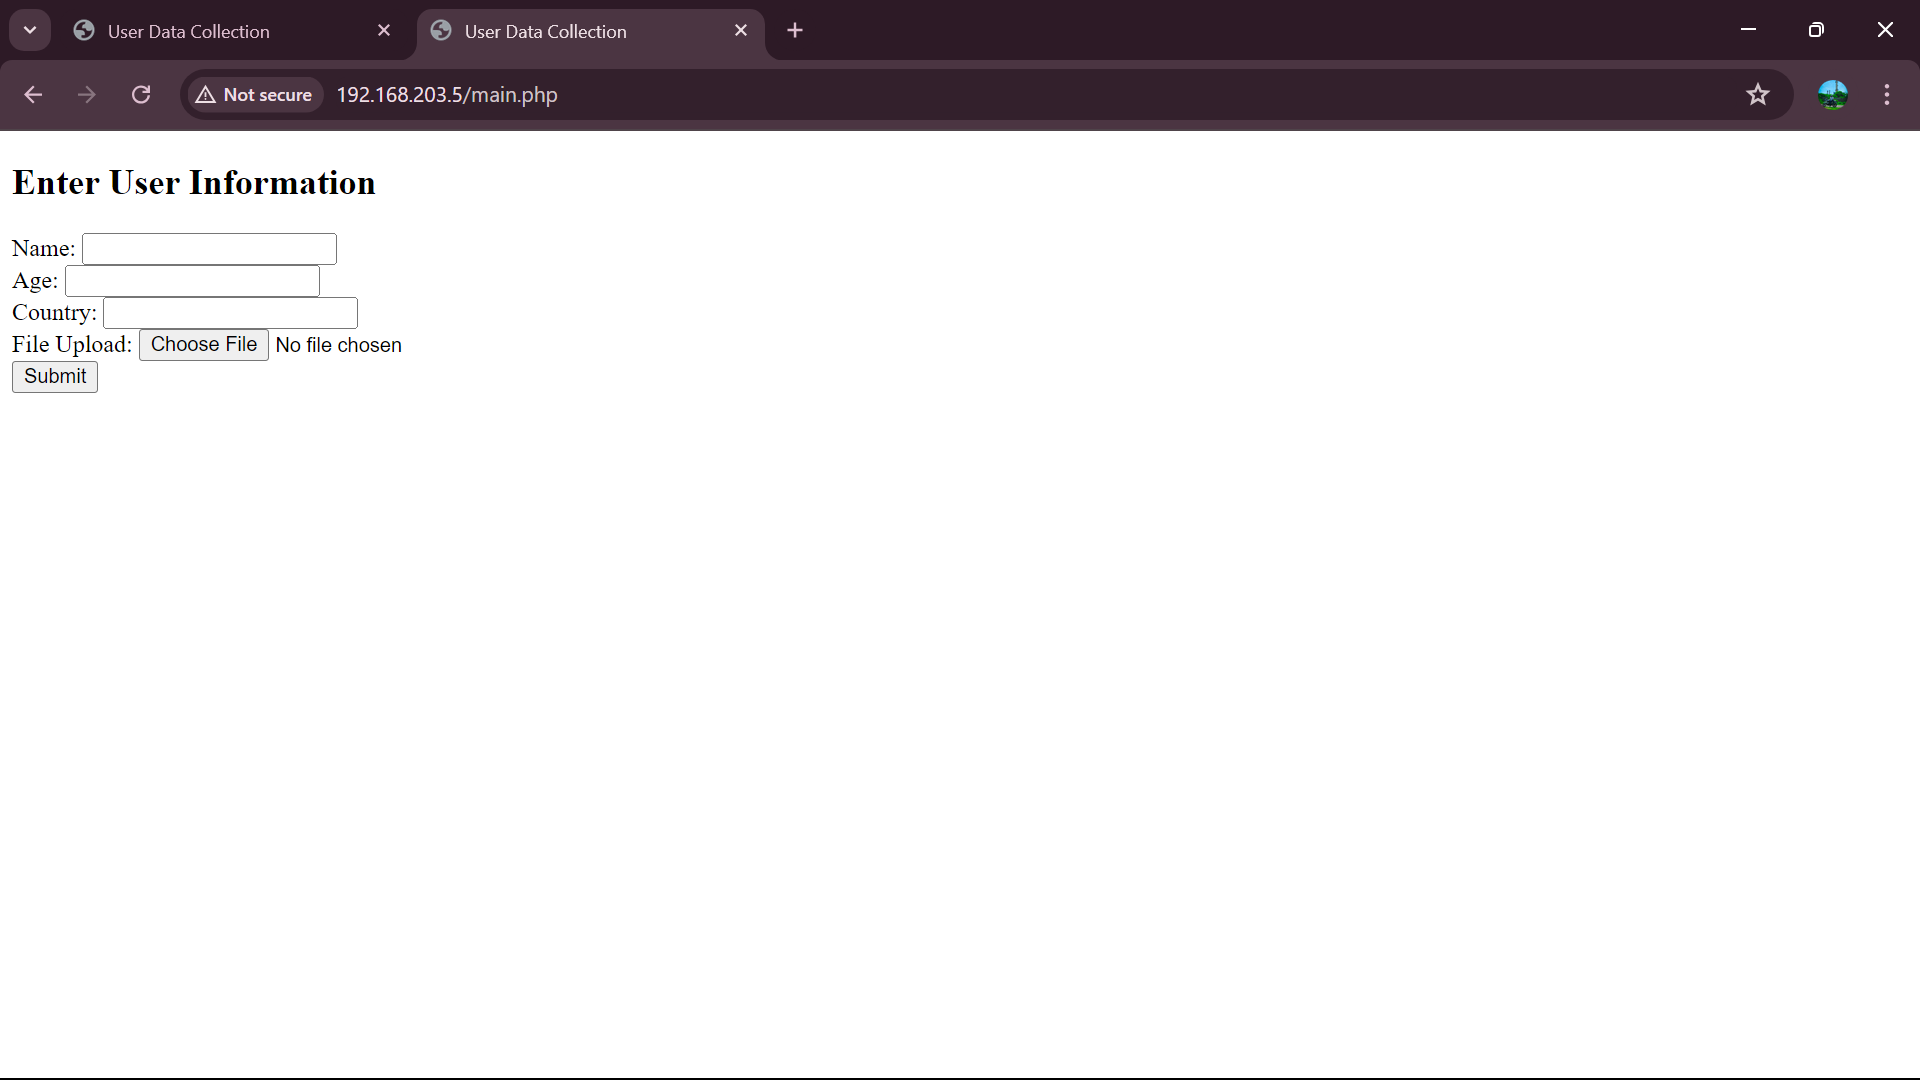 User Data Collection
User Data Collection
Not secure
192.168.203.5/main.php
Enter User Information
Name:
Age:
Country:
File Upload: Choose File No file chosen
Submit